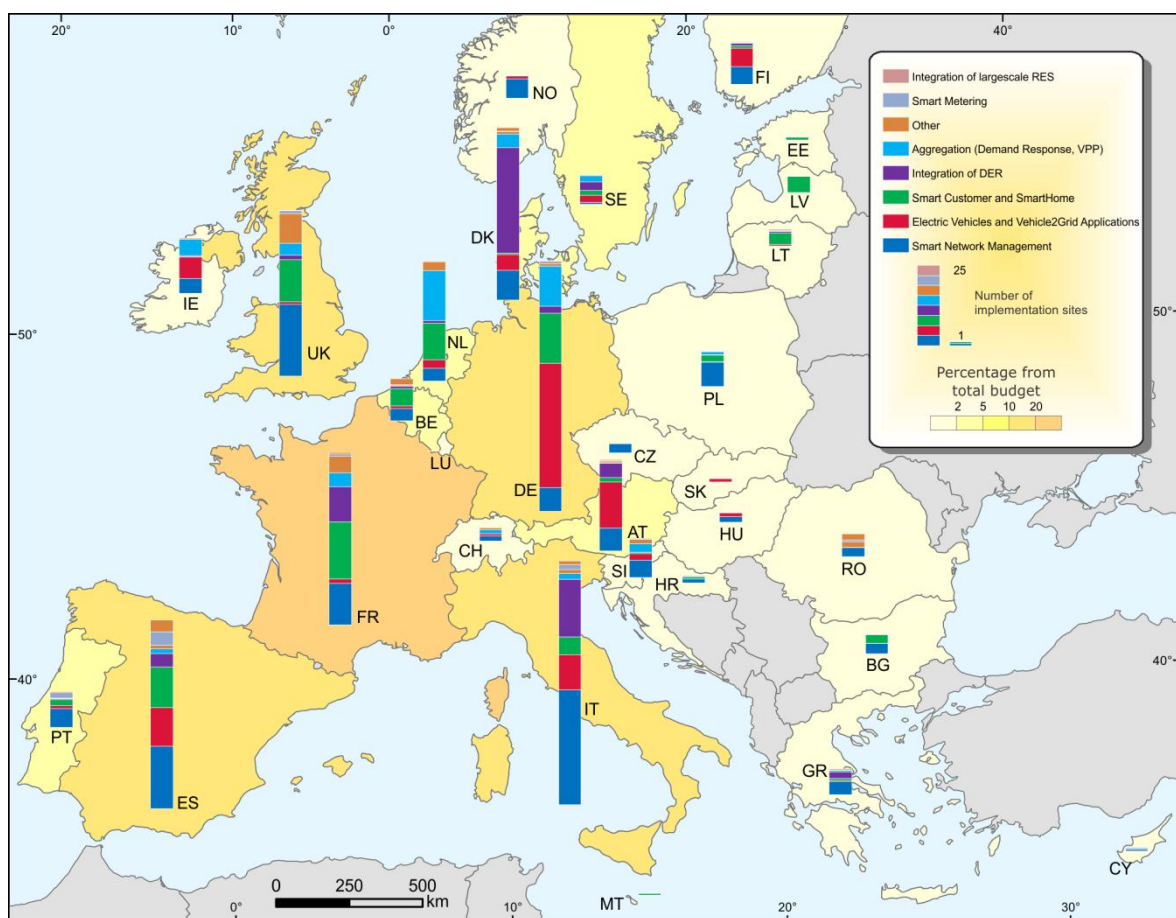 20°
10°
0°
20°
40°
Integration of largescale RES
Smart Metering
Other
Aggregation (Demand Response, VPP)
Integration of DER
Smart Customer and SmartHome
Electric Vehicles and Vehicle2Grid Applications
Smart Network Management
25
1
Number of
implementation sites
Percentage from
total budget
2 5 10 20
NO
FI
EE
SE
LV
DK
LT
IE
UK
NL
50°
50°
PL
BE
LU
CZ
DE
SK
AT
HU
CH
SI
HR
RO
FR
BG
40°
40°
PT
ES
IT
GR
CY
MT
0 250 500
km
0°
10°
20°
30°